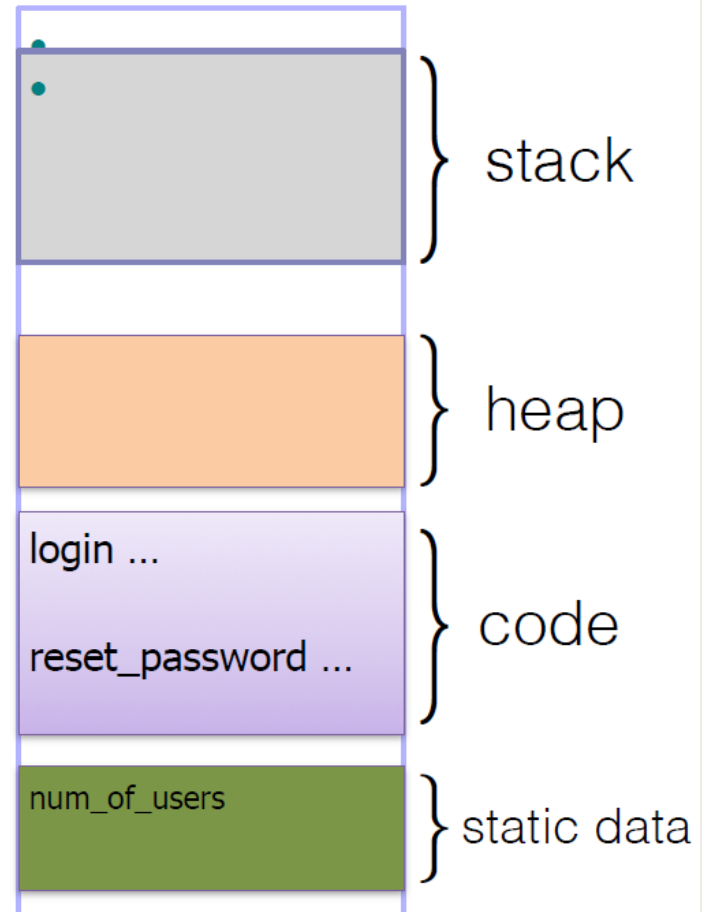 stack
heap
login ...
reset_password ...
code
num_of_users
static data